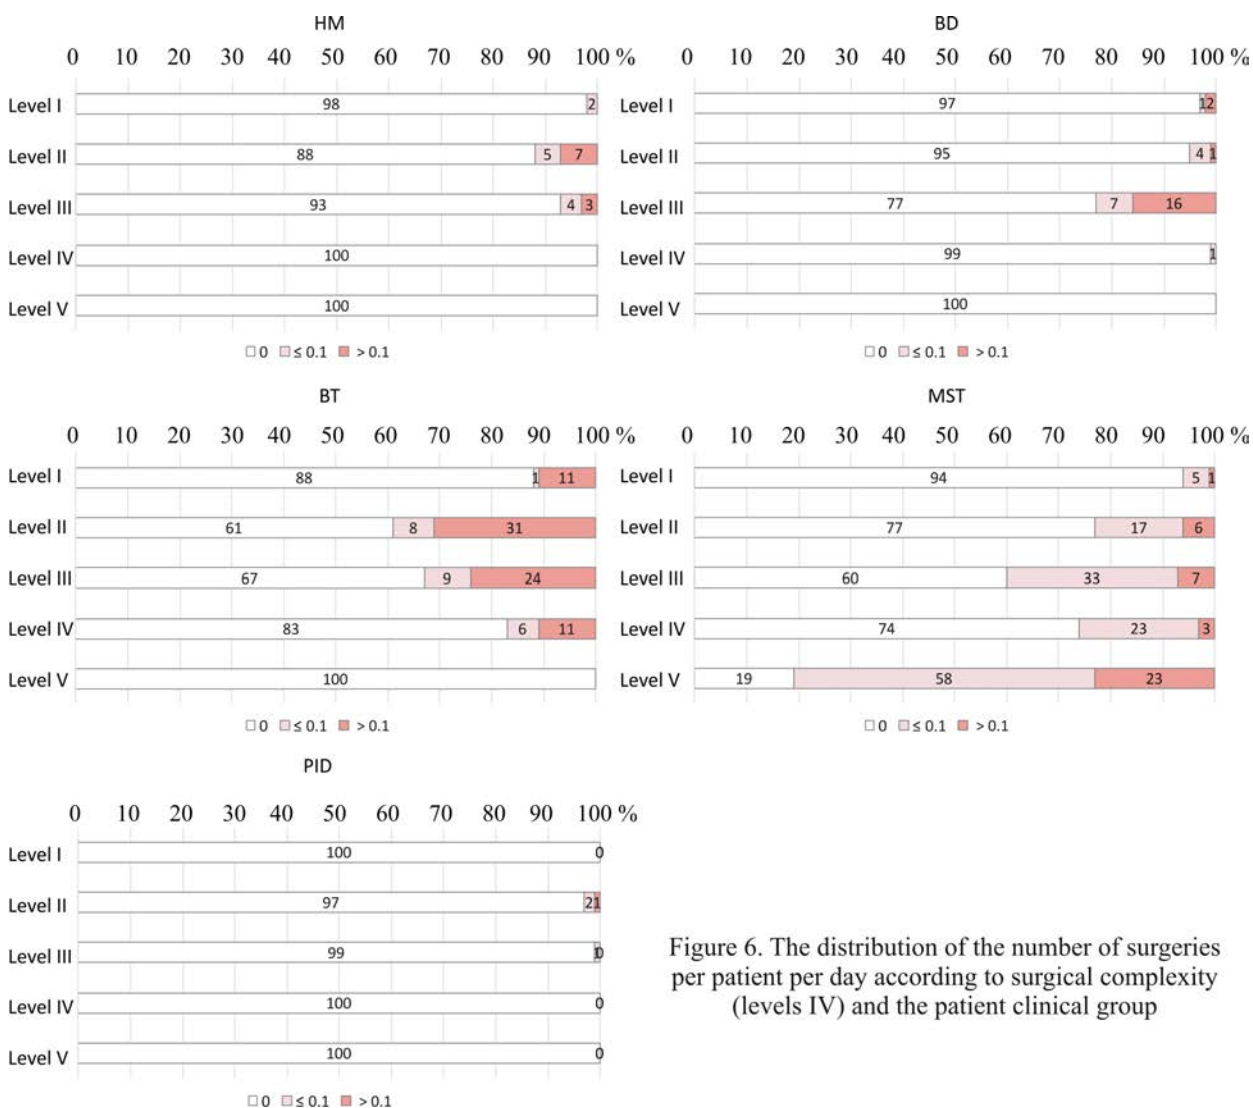 HM
0 10 20 30 40 50 60 70 80 90 100 %
Level I 98 2
Level II 88 5 7
Level III 93 4 3
Level IV 100
Level V 100
0 ≤ 0.1 > 0.1
BD
0 10 20 30 40 50 60 70 80 90 100 %
Level I 97 1 2
Level II 95 4 1
Level III 77 7 16
Level IV 99 1
Level V 100
0 ≤ 0.1 > 0.1
BT
0 10 20 30 40 50 60 70 80 90 100 %
Level I 88 1 11
Level II 61 8 31
Level III 67 9 24
Level IV 83 6 11
Level V 100
0 ≤ 0.1 > 0.1
MST
0 10 20 30 40 50 60 70 80 90 100 %
Level I 94 5 1
Level II 77 17 6
Level III 60 33 7
Level IV 74 23 3
Level V 19 58 23
0 ≤ 0.1 > 0.1
PID
0 10 20 30 40 50 60 70 80 90 100 %
Level I 100 0
Level II 97 2 1
Level III 99 1 0
Level IV 100 0
Level V 100 0
0 ≤ 0.1 > 0.1
Figure 6. The distribution of the number of surgeries
per patient per day according to surgical complexity
(levels IV) and the patient clinical group